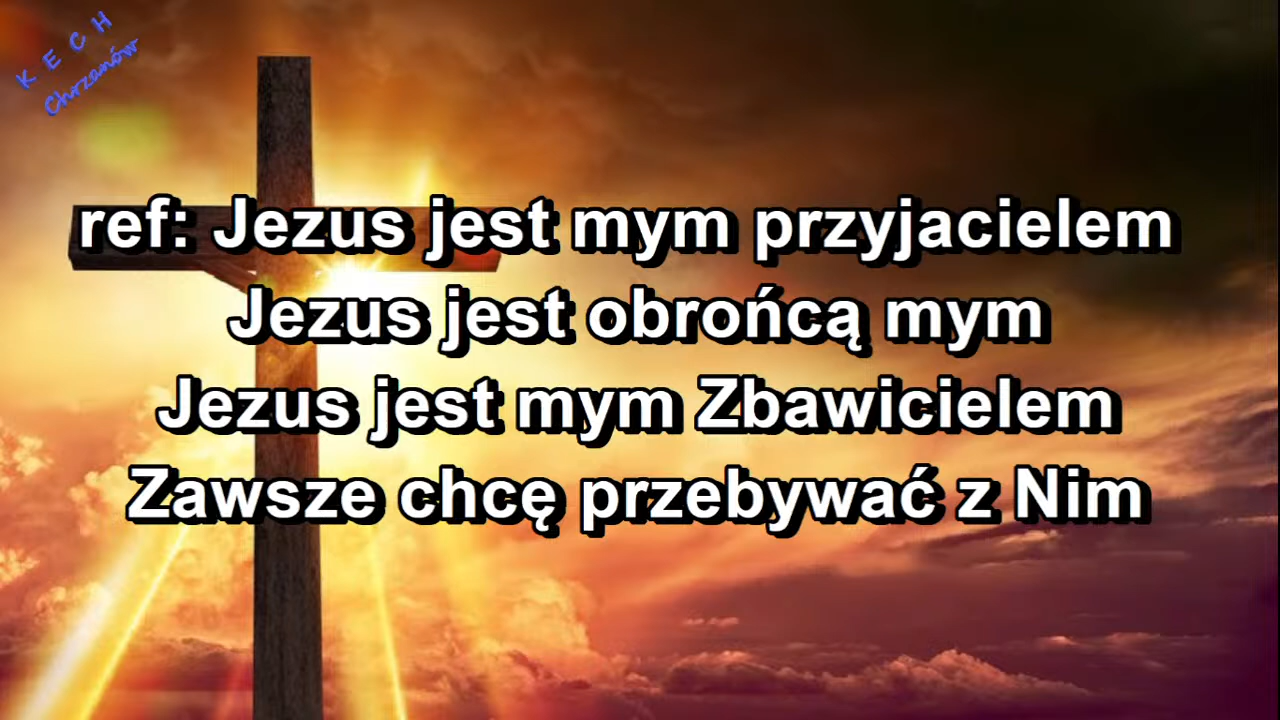 K E C H
Chrzanów
ref: Jezus jest mym przyjacielem
Jezus jest obrońcą mym
Jezus jest mym Zbawicielem
Zawsze chcę przebywać z Nim